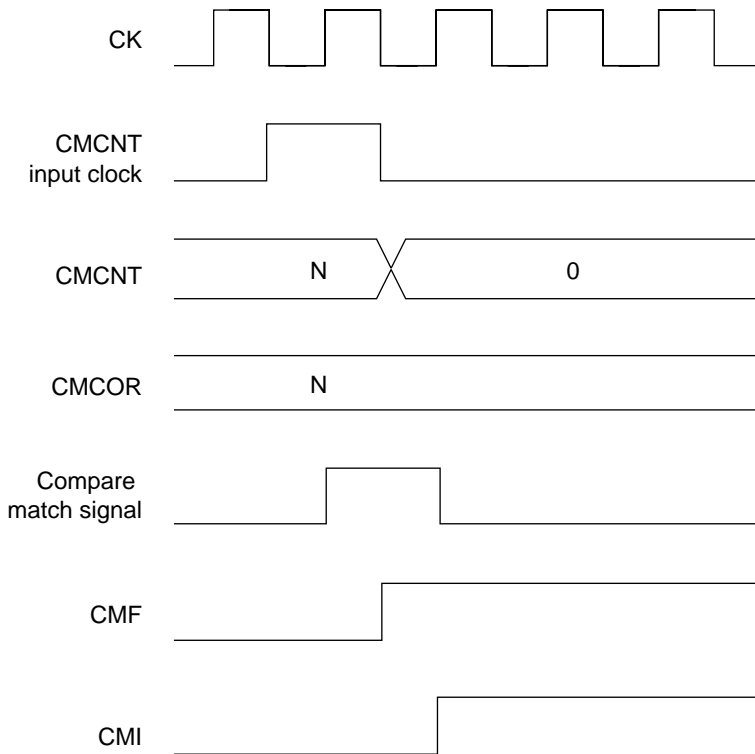 CK
CMCNT
input clock
CMCNT
N
0
CMCOR
N
Compare
match signal
CMF
CMI